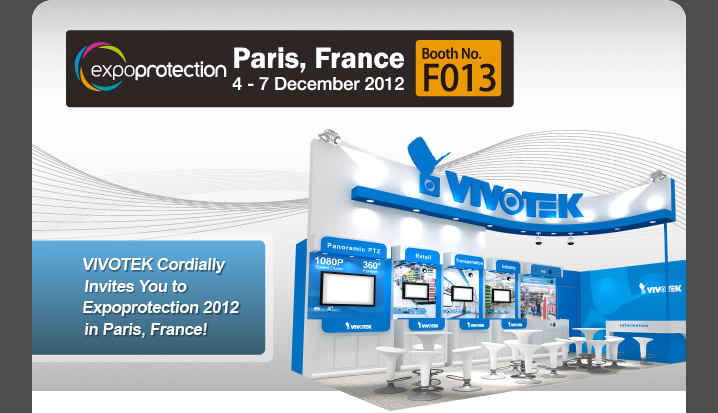 expoprotection
Paris, France
4 - 7 December 2012
Booth No.
F013
VIVOTEK
VIVOTEK Cordially
Invites You to
Expoprotection 2012
in Paris, France!
Panoramic PTZ
1080P
360°
Retail
Transportation
Industry
VIVOTEK
VIVOTEK
Information